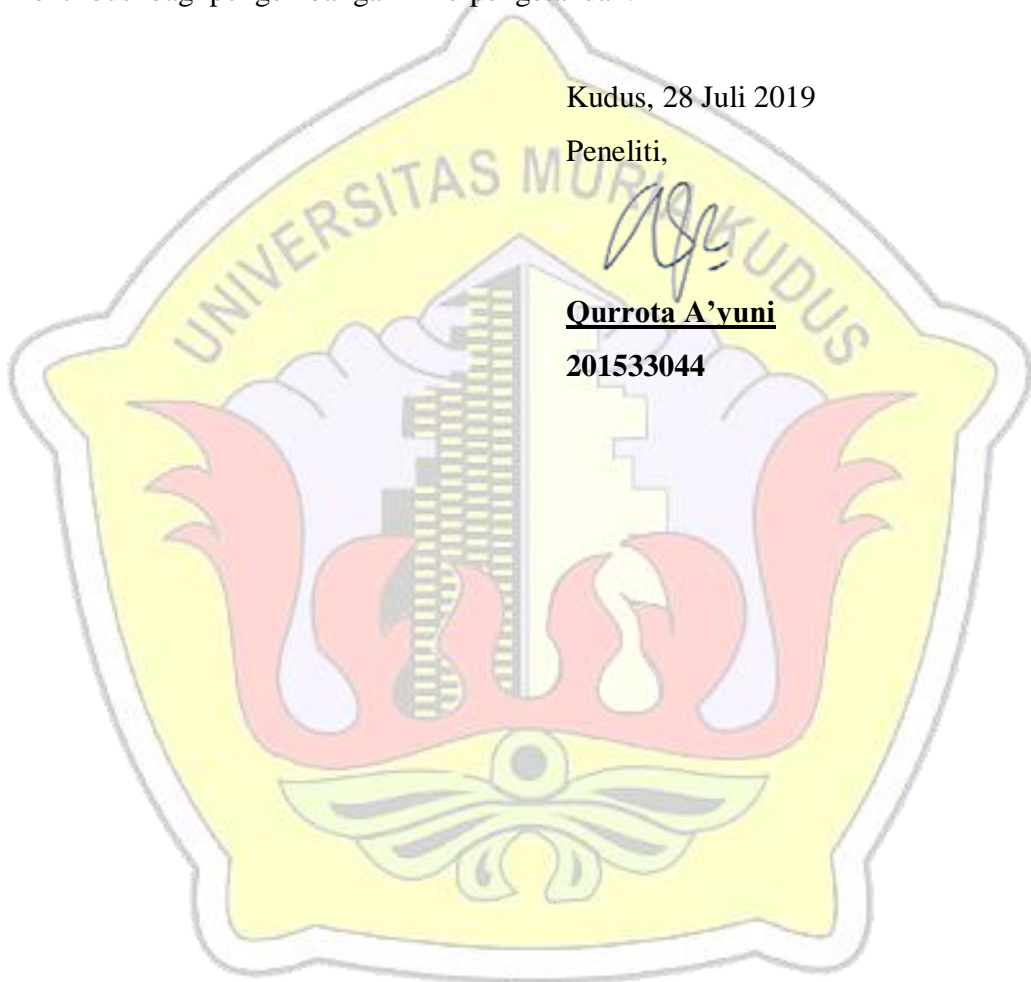 Kudus, 28 Juli 2019
Peneliti,
UNIVERSITAS MURIA KUDUS
Qurrota A’yuni
201533044